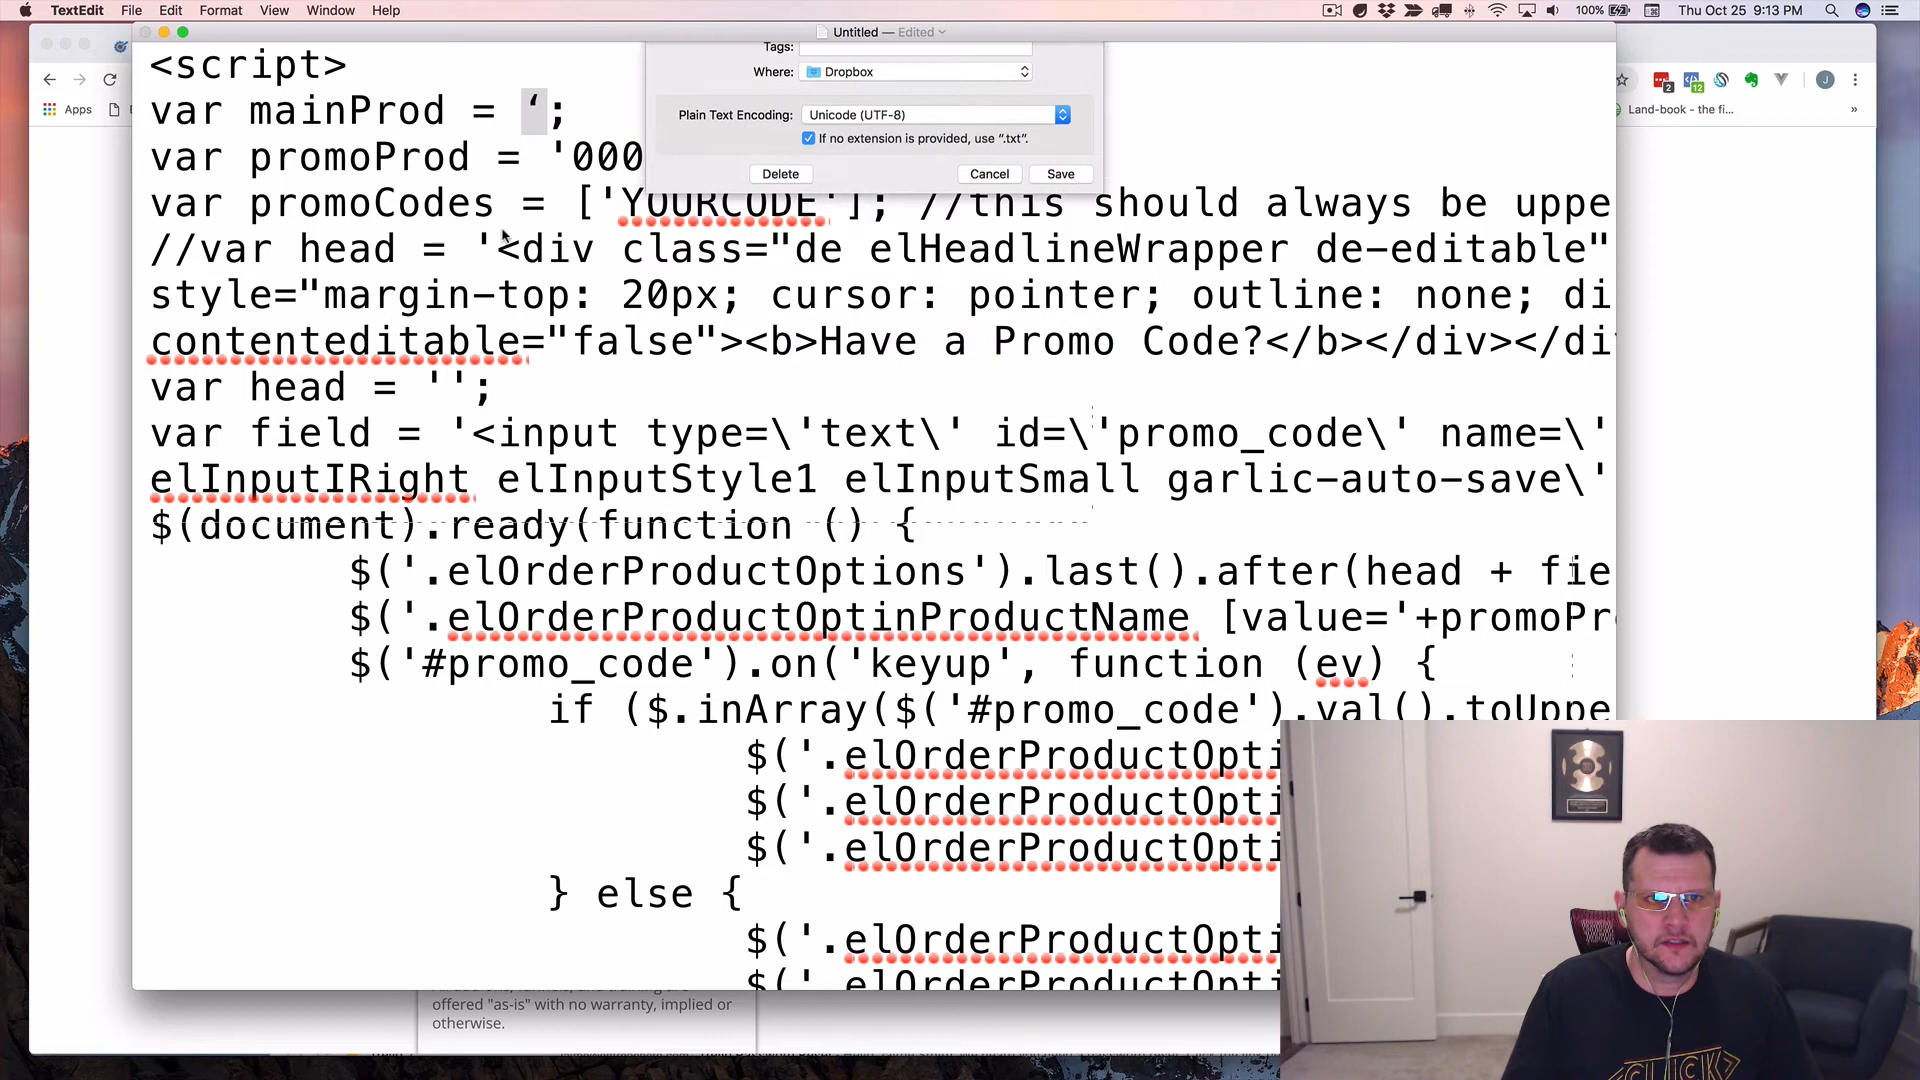 TextEdit File Edit Format View Window Help
100% Thu Oct 25 9:13 PM
Untitled — Edited
Tags:
Where: Dropbox
Plain Text Encoding: Unicode (UTF-8)
If no extension is provided, use “.txt”.
Delete Cancel Save
Apps
Land-book - the fi... »
2
12
J
<script>
var mainProd = ‘;
var promoProd = '000
var promoCodes = ['YOURCODE']; //this should always be uppe
//var head = '<div class="de elHeadlineWrapper de-editable"
style="margin-top: 20px; cursor: pointer; outline: none; di
contenteditable="false"><b>Have a Promo Code?</b></div></di
var head = '';
var field = '<input type=\'text\' id=\'promo_code\' name=\'
elInputIRight elInputStyle1 elInputSmall garlic-auto-save\'
$(document).ready(function () {
$('.elOrderProductOptions').last().after(head + fie
$('.elOrderProductOptinProductName [value='+promoPr
$('#promo_code').on('keyup', function (ev) {
if ($.inArray($('#promo_code').val().toUppe
$('.elOrderProductOpti
$('.elOrderProductOpti
$('.elOrderProductOpti
} else {
$('.elOrderProductOpti
$('.elOrderProductOpti
offered "as-is" with no warranty, implied or
otherwise.
CLICK